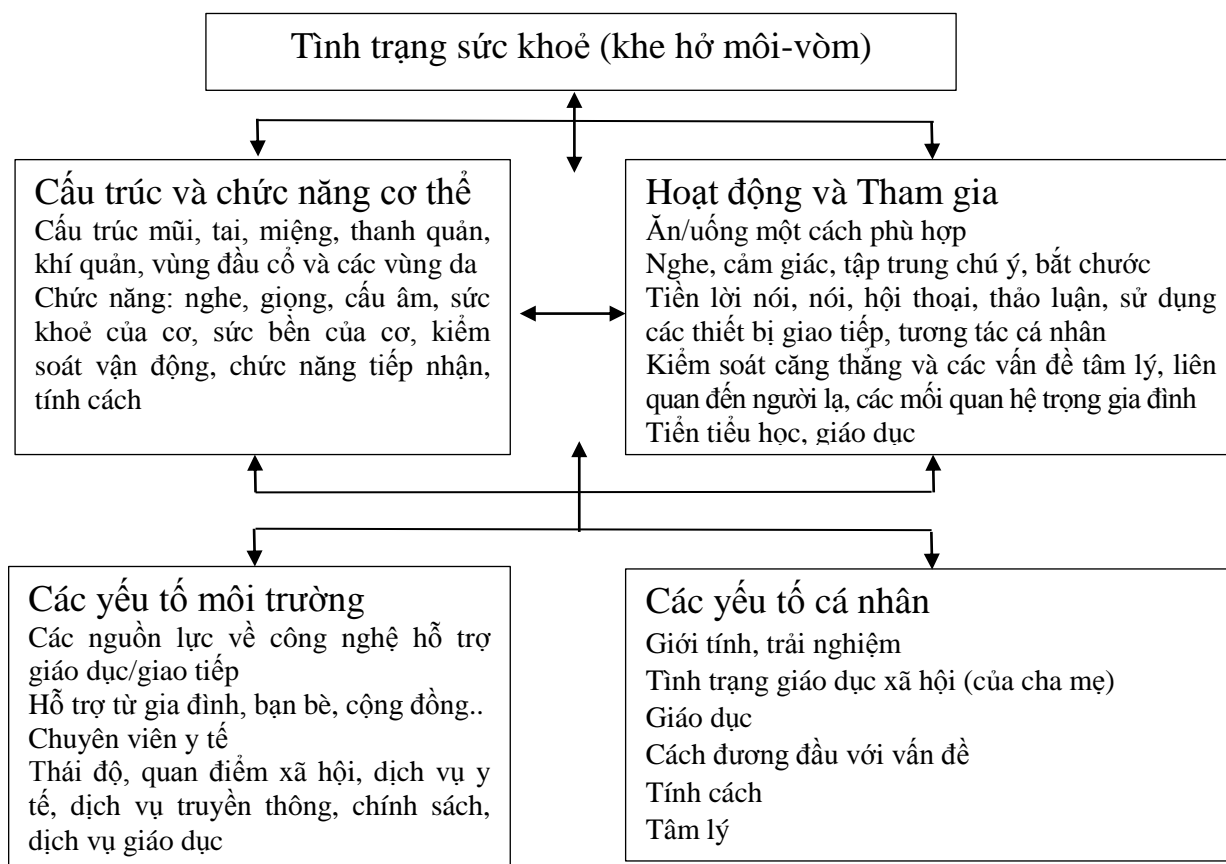 Tình trạng sức khoẻ (khe hở môi-vòm)
Cấu trúc và chức năng cơ thể
Cấu trúc mũi, tai, miệng, thanh quản,
khí quản, vùng đầu cổ và các vùng da
Chức năng: nghe, giọng, cấu âm, sức
khoẻ của cơ, sức bền của cơ, kiểm
soát vận động, chức năng tiếp nhận,
tính cách
Hoạt động và Tham gia
Ăn/uống một cách phù hợp
Nghe, cảm giác, tập trung chú ý, bắt chước
Tiền lời nói, nói, hội thoại, thảo luận, sử dụng
các thiết bị giao tiếp, tương tác cá nhân
Kiểm soát căng thẳng và các vấn đề tâm lý, liên
quan đến người lạ, các mối quan hệ trọng gia đình
Tiển tiểu học, giáo dục
Các yếu tố môi trường
Các nguồn lực về công nghệ hỗ trợ
giáo dục/giao tiếp
Hỗ trợ từ gia đình, bạn bè, cộng đồng..
Chuyên viên y tế
Thái độ, quan điểm xã hội, dịch vụ y
tế, dịch vụ truyền thông, chính sách,
dịch vụ giáo dục
Các yếu tố cá nhân
Giới tính, trải nghiệm
Tình trạng giáo dục xã hội (của cha mẹ)
Giáo dục
Cách đương đầu với vấn đề
Tính cách
Tâm lý